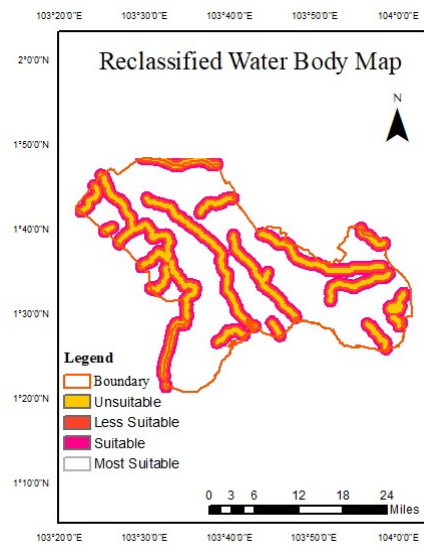 103°20'0"E 103°30'0"E 103°40'0"E 103°50'0"E 104°0'0"E
Reclassified Water Body Map
N
2°0'0"N
1°50'0"N
1°40'0"N
1°30'0"N
1°20'0"N
1°10'0"N
Legend
Boundary
Unsuitable
Less Suitable
Suitable
Most Suitable
0 3 6 12 18 24
Miles
103°20'0"E 103°30'0"E 103°40'0"E 103°50'0"E 104°0'0"E